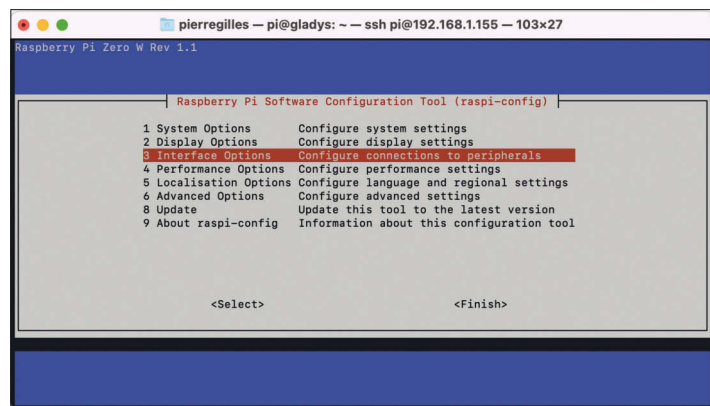 pierregilles — pi@gladys: ~ — ssh pi@192.168.1.155 — 103×27
Raspberry Pi Zero W Rev 1.1
Raspberry Pi Software Configuration Tool (raspi-config)
1 System Options Configure system settings
2 Display Options Configure display settings
3 Interface Options Configure connections to peripherals
4 Performance Options Configure performance settings
5 Localisation Options Configure language and regional settings
6 Advanced Options Configure advanced settings
8 Update Update this tool to the latest version
9 About raspi-config Information about this configuration tool
<Select> <Finish>